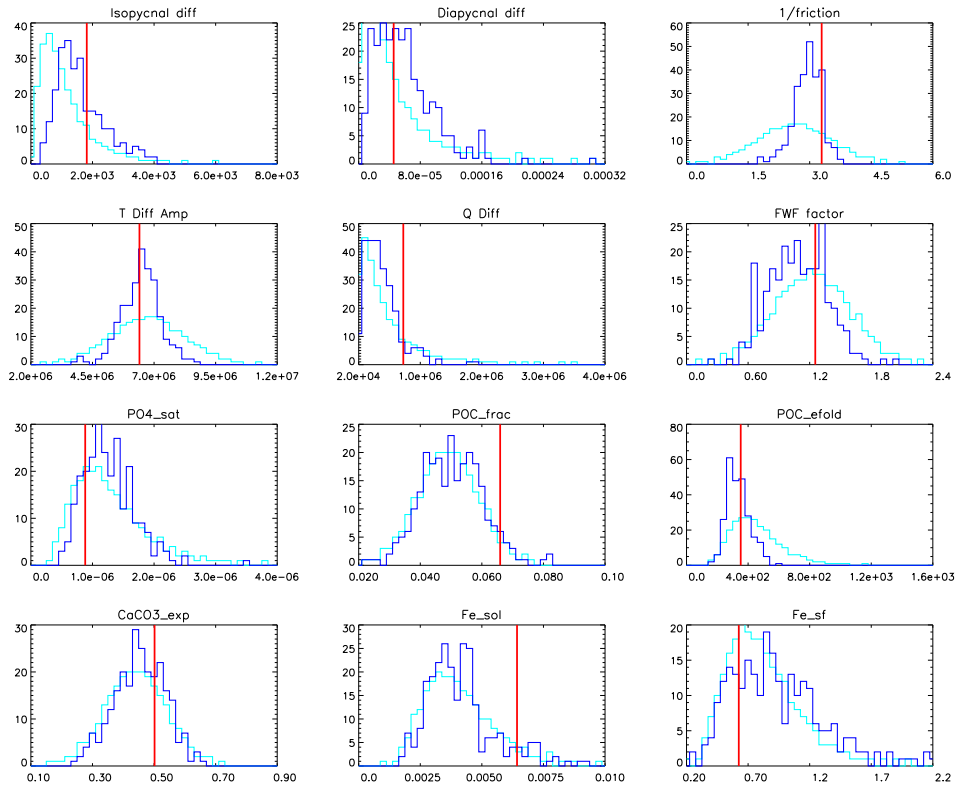 Isopycnal diff
Diapycnal diff
1/friction
40
30
20
10
0
0.0 2.0e+03 4.0e+03 6.0e+03 8.0e+03
25
20
15
10
5
0
0.0 8.0e-05 0.00016 0.00024 0.00032
60
50
40
30
20
10
0
0.0 1.5 3.0 4.5 6.0
T Diff Amp
Q Diff
FWF factor
50
40
30
20
10
0
2.0e+06 4.5e+06 7.0e+06 9.5e+06 1.2e+07
50
40
30
20
10
0
2.0e+04 1.0e+06 2.0e+06 3.0e+06 4.0e+06
25
20
15
10
5
0
0.0 0.60 1.2 1.8 2.4
PO4_sat
POC_frac
POC_efold
30
20
10
0
0.0 1.0e-06 2.0e-06 3.0e-06 4.0e-06
25
20
15
10
5
0
0.020 0.040 0.060 0.080 0.10
80
60
40
20
0
0.0 4.0e+02 8.0e+02 1.2e+03 1.6e+03
CaCO3_exp
Fe_sol
Fe_sf
30
25
20
15
10
5
0
0.10 0.30 0.50 0.70 0.90
30
25
20
15
10
5
0
0.0 0.0025 0.0050 0.0075 0.010
20
15
10
5
0
0.20 0.70 1.2 1.7 2.2